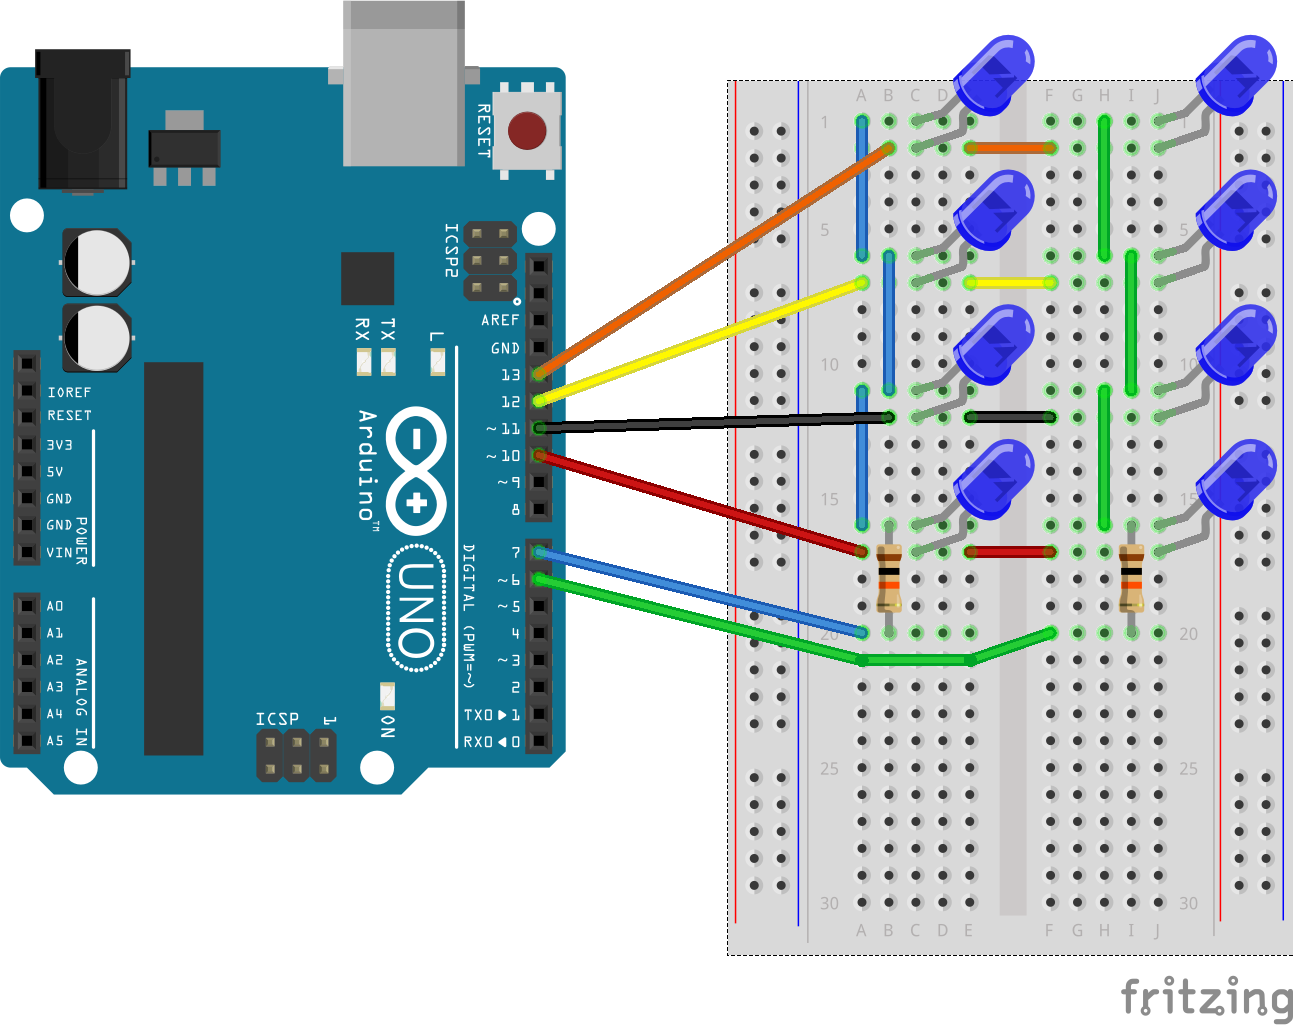 RESET
ICSP2
AREF
GND
13
12
~11
~10
~9
8
RX
TX
L
IOREF
RESET
3V3
5V
GND
GND
VIN
POWER
Arduino™
UNO
7
~6
~5
4
~3
2
TX0▶1
RX0◀0
DIGITAL (PWM=~)
A0
A1
A2
A3
A4
A5
ANALOG IN
ICSP
1
ON
A B C D E F G H I J
1 1
5 5
10 10
15 15
20 20
25 25
30 30
A B C D E F G H I J
fritzing